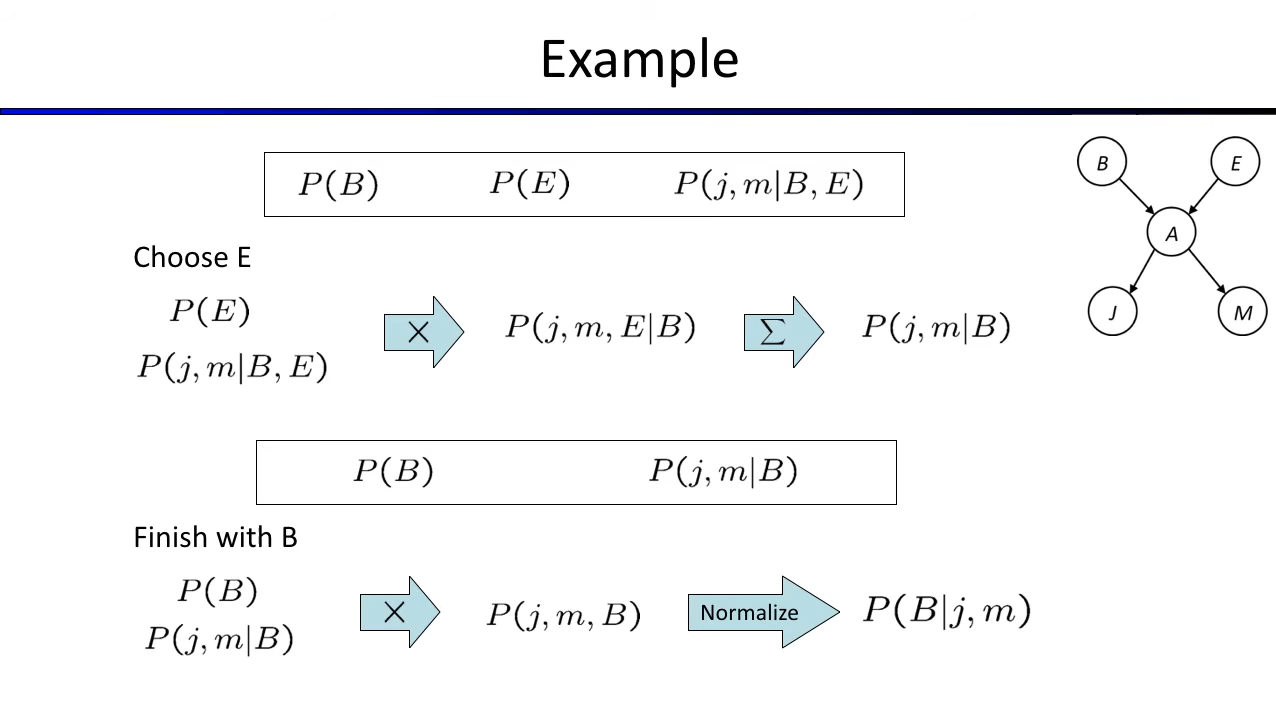 Example
P(B) P(E) P(j, m|B, E)
B E
A
J M
Choose E
P(E)
P(j, m|B, E)
× P(j, m, E|B) ∑ P(j, m|B)
P(B) P(j, m|B)
Finish with B
P(B)
P(j, m|B)
× P(j, m, B) Normalize P(B|j, m)